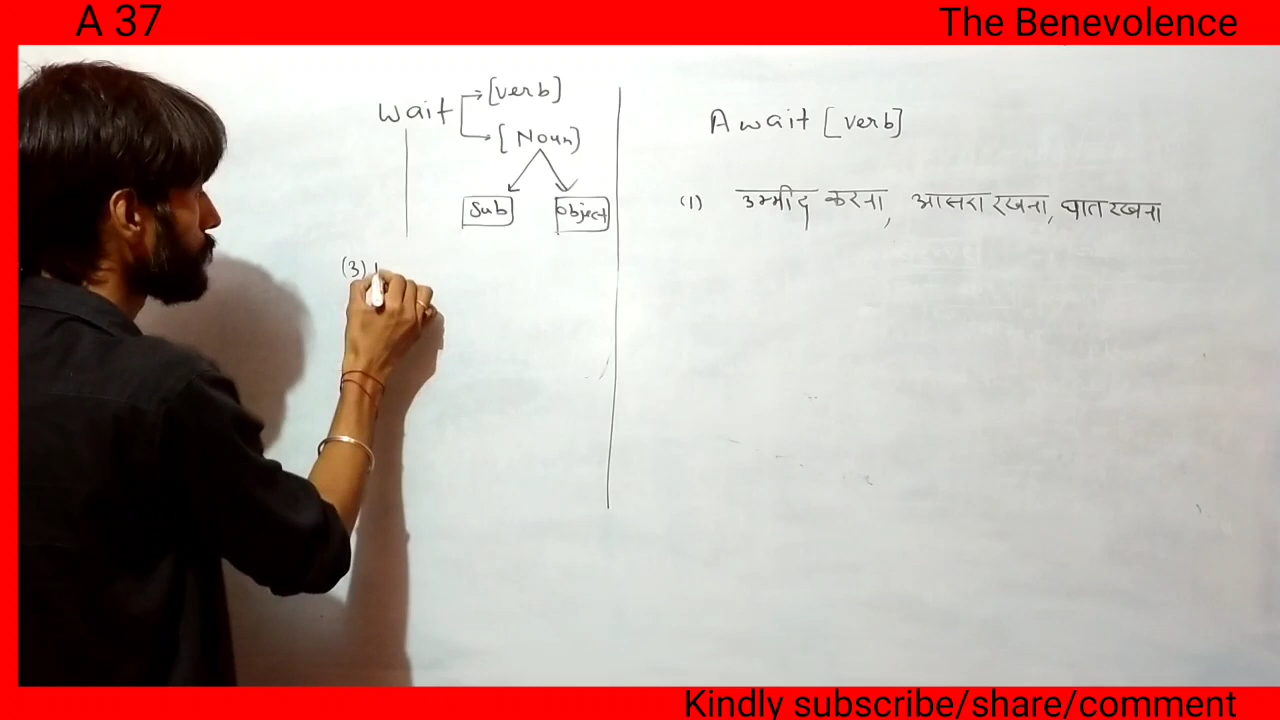 A 37
The Benevolence
wait
[verb]
[Noun]
Sub
object
(3)
Await [verb]
(1) उम्मीद करना, आसरा रखना, घात रखना
Kindly subscribe/share/comment